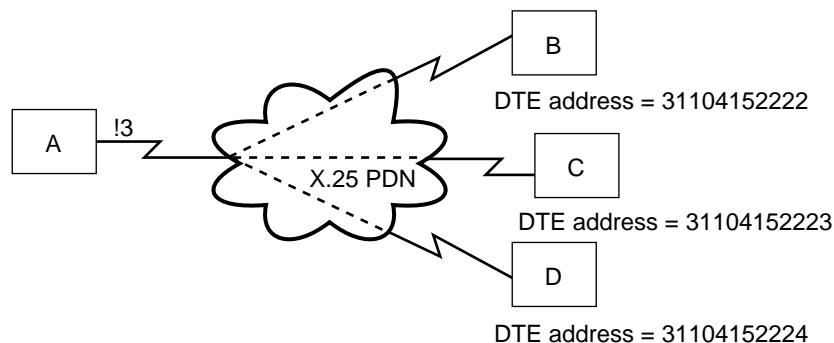 B
DTE address = 31104152222
A
!3
C
X.25 PDN
DTE address = 31104152223
D
DTE address = 31104152224